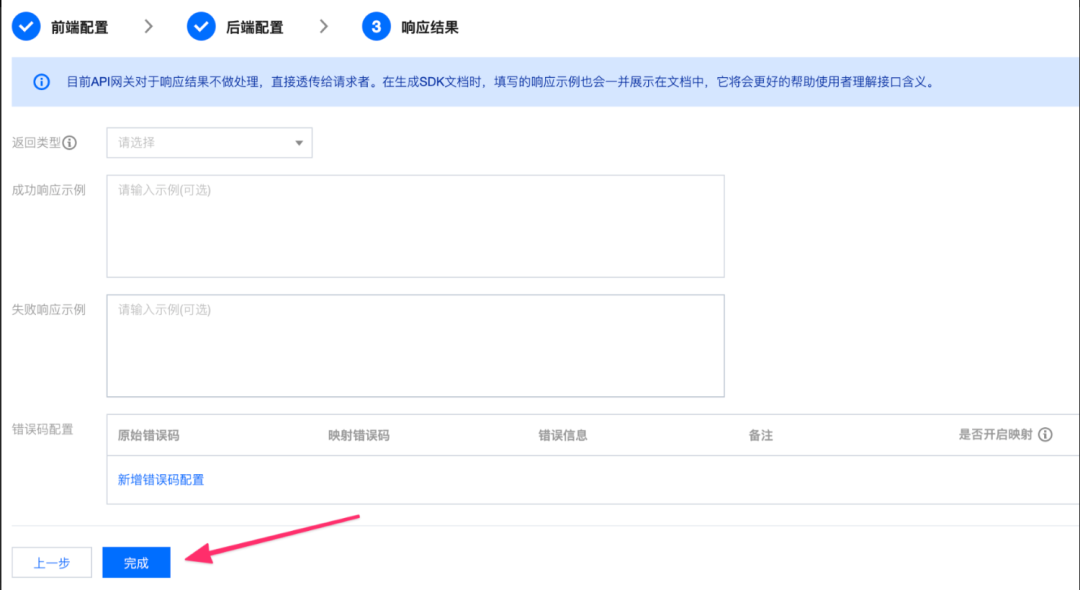 前端配置 后端配置 3 响应结果
目前API网关对于响应结果不做处理，直接透传给请求者。在生成SDK文档时，填写的响应示例也会一并展示在文档中，它将会更好的帮助使用者理解接口含义。
返回类型 请选择
成功响应示例 请输入示例(可选)
失败响应示例 请输入示例(可选)
错误码配置
原始错误码 映射错误码 错误信息 备注 是否开启映射
新增错误码配置
上一步 完成